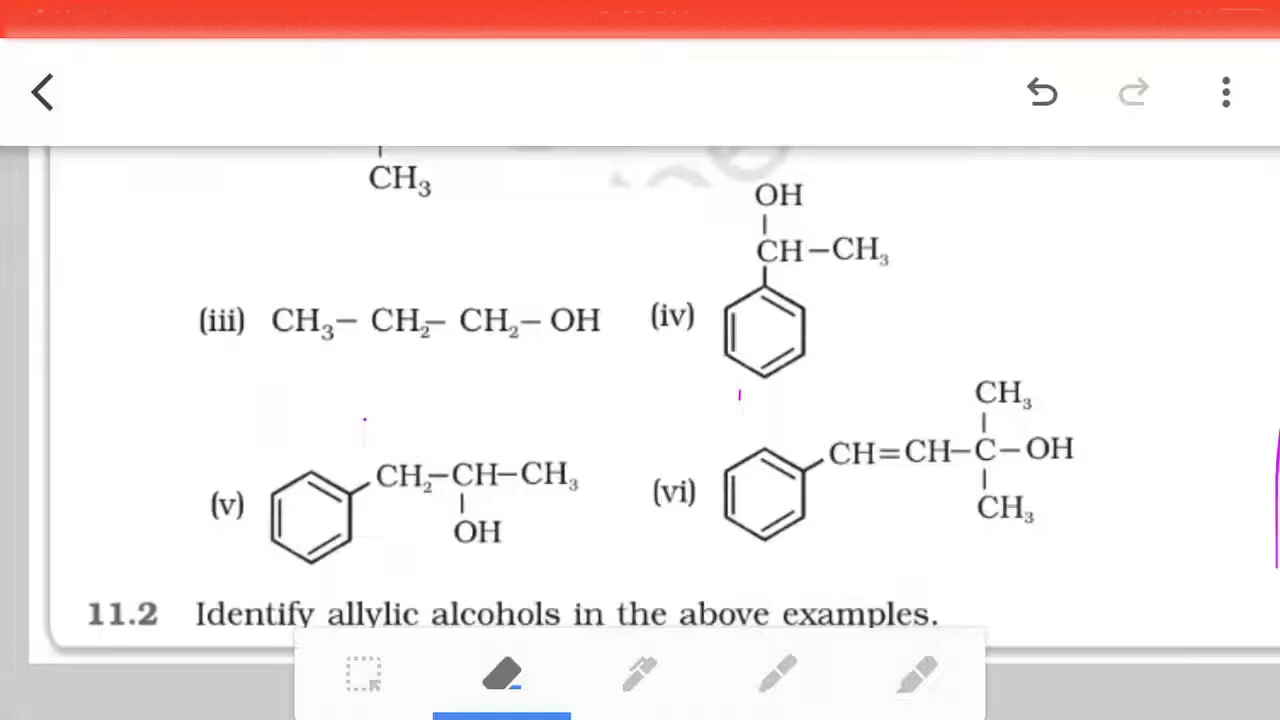 CH₃
OH
CH–CH₃
(iii) CH₃– CH₂– CH₂– OH (iv)
CH₃
(v) CH₂–CH–CH₃
OH
(vi) CH=CH–C–OH
CH₃
11.2 Identify allylic alcohols in the above examples.